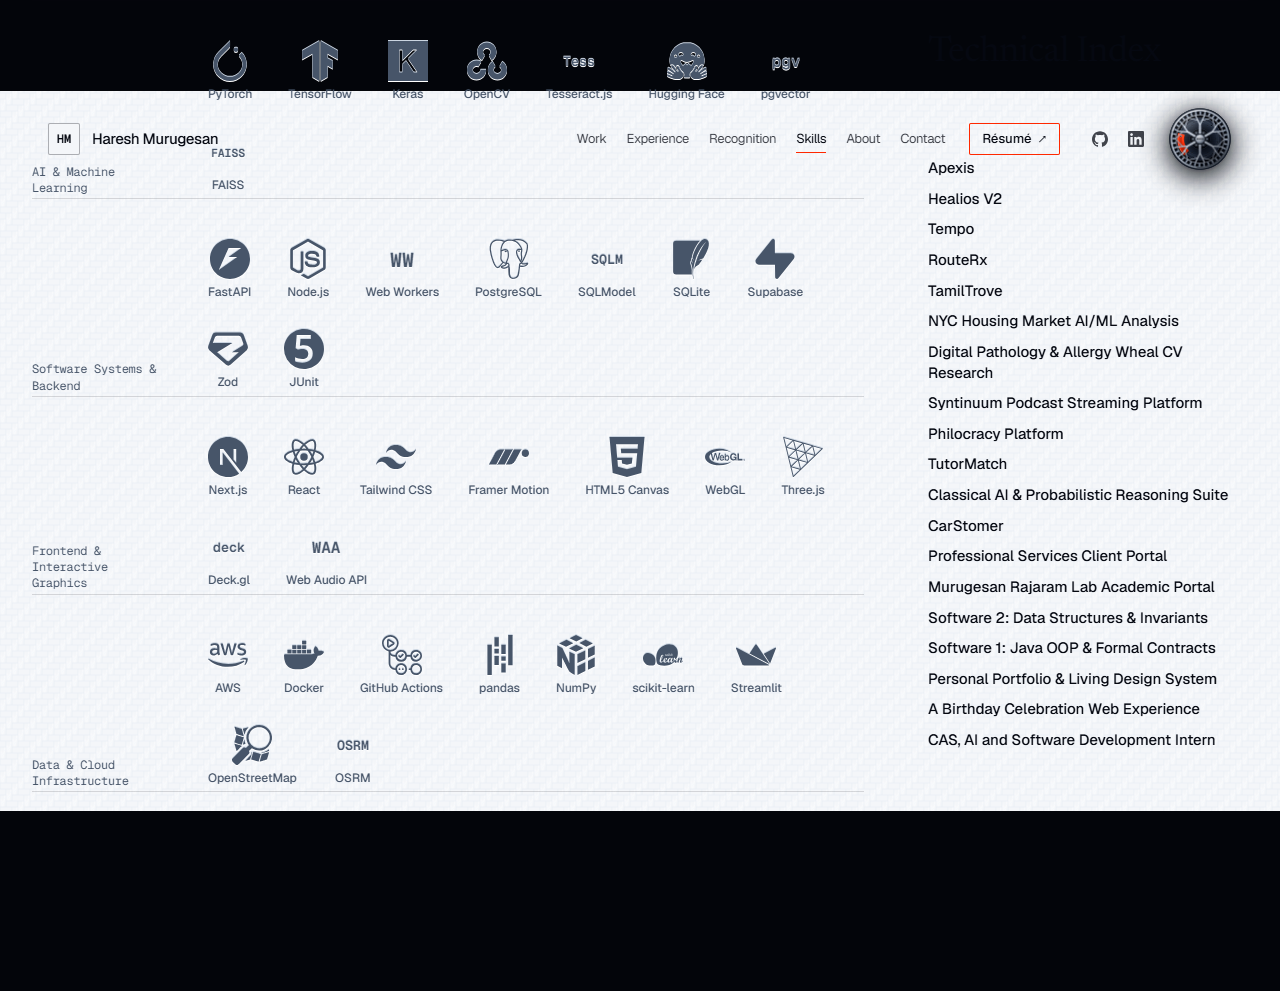 Technical Index
Tess
pgv
PyTorch
TensorFlow
Keras
OpenCV
Tesseract.js
Hugging Face
pgvector
HM
Haresh Murugesan
Work
Experience
Recognition
Skills
About
Contact
Résumé ↗
FAISS
FAISS
AI & Machine
Learning
WW
SQLM
FastAPI
Node.js
Web Workers
PostgreSQL
SQLModel
SQLite
Supabase
5
Zod
JUnit
Software Systems &
Backend
N
5
WebGL
Next.js
React
Tailwind CSS
Framer Motion
HTML5 Canvas
WebGL
Three.js
deck
WAA
Deck.gl
Web Audio API
Frontend &
Interactive
Graphics
aws
learn
AWS
Docker
GitHub Actions
pandas
NumPy
scikit-learn
Streamlit
OSRM
OpenStreetMap
OSRM
Data & Cloud
Infrastructure
Apexis
Healios V2
Tempo
RouteRx
TamilTrove
NYC Housing Market AI/ML Analysis
Digital Pathology & Allergy Wheal CV
Research
Syntinuum Podcast Streaming Platform
Philocracy Platform
TutorMatch
Classical AI & Probabilistic Reasoning Suite
CarStomer
Professional Services Client Portal
Murugesan Rajaram Lab Academic Portal
Software 2: Data Structures & Invariants
Software 1: Java OOP & Formal Contracts
Personal Portfolio & Living Design System
A Birthday Celebration Web Experience
CAS, AI and Software Development Intern